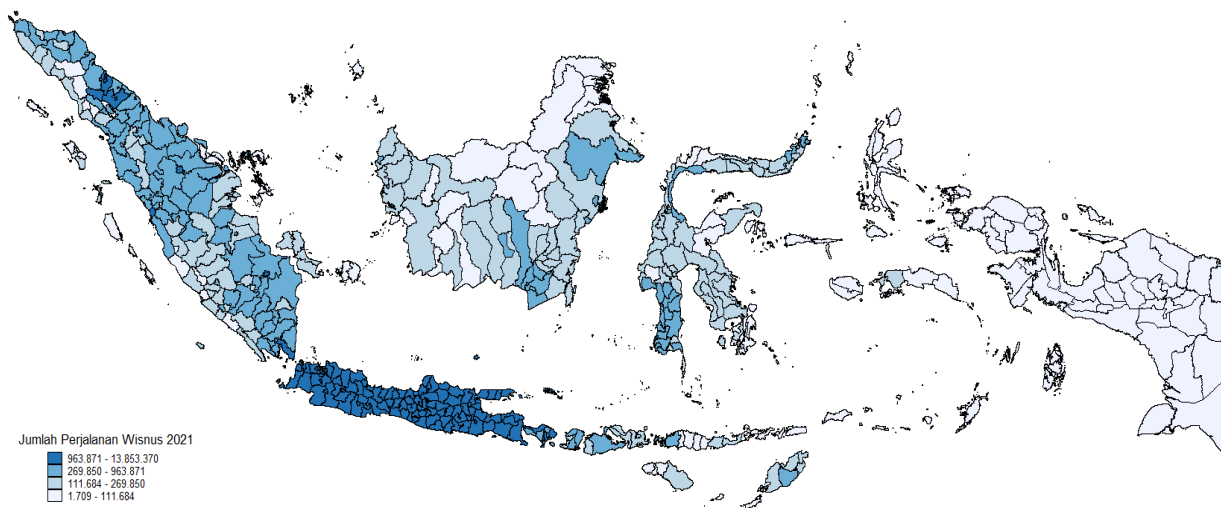 Jumlah Perjalanan Wisnus 2021
963.871 - 13.853.370
269.850 - 963.871
111.684 - 269.850
1.709 - 111.684